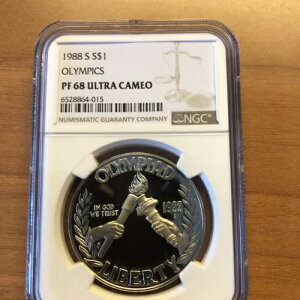 1988 S S$1
OLYMPICS
PF 68 ULTRA CAMEO
6528864-015
NUMISMATIC GUARANTY COMPANY
NGC®
OLYMPIAD
IN GOD
WE TRUST
1988
LIBERTY